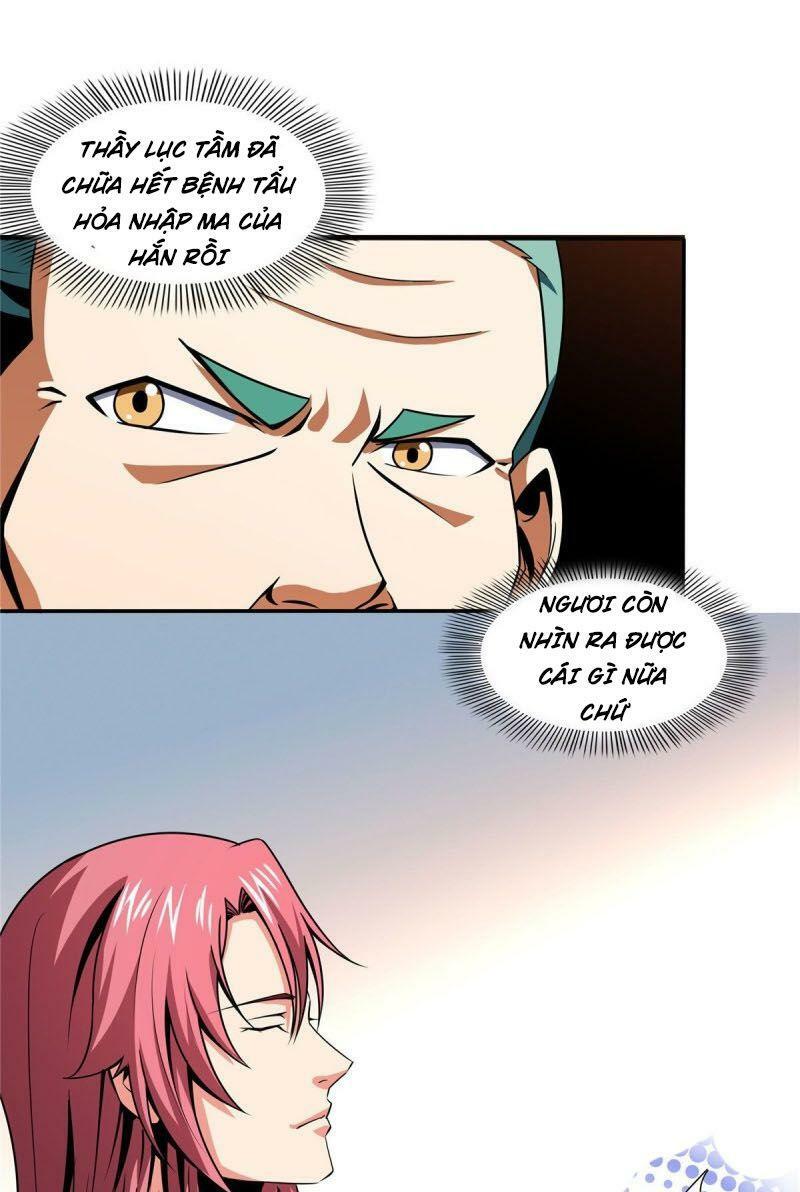 THẦY LỤC TẦM ĐÃ
CHỮA HẾT BỆNH TẨU
HỎA NHẬP MA CỦA
HẮN RỒI
NGƯƠI CÒN
NHÌN RA ĐƯỢC
CÁI GÌ NỮA
CHỨ